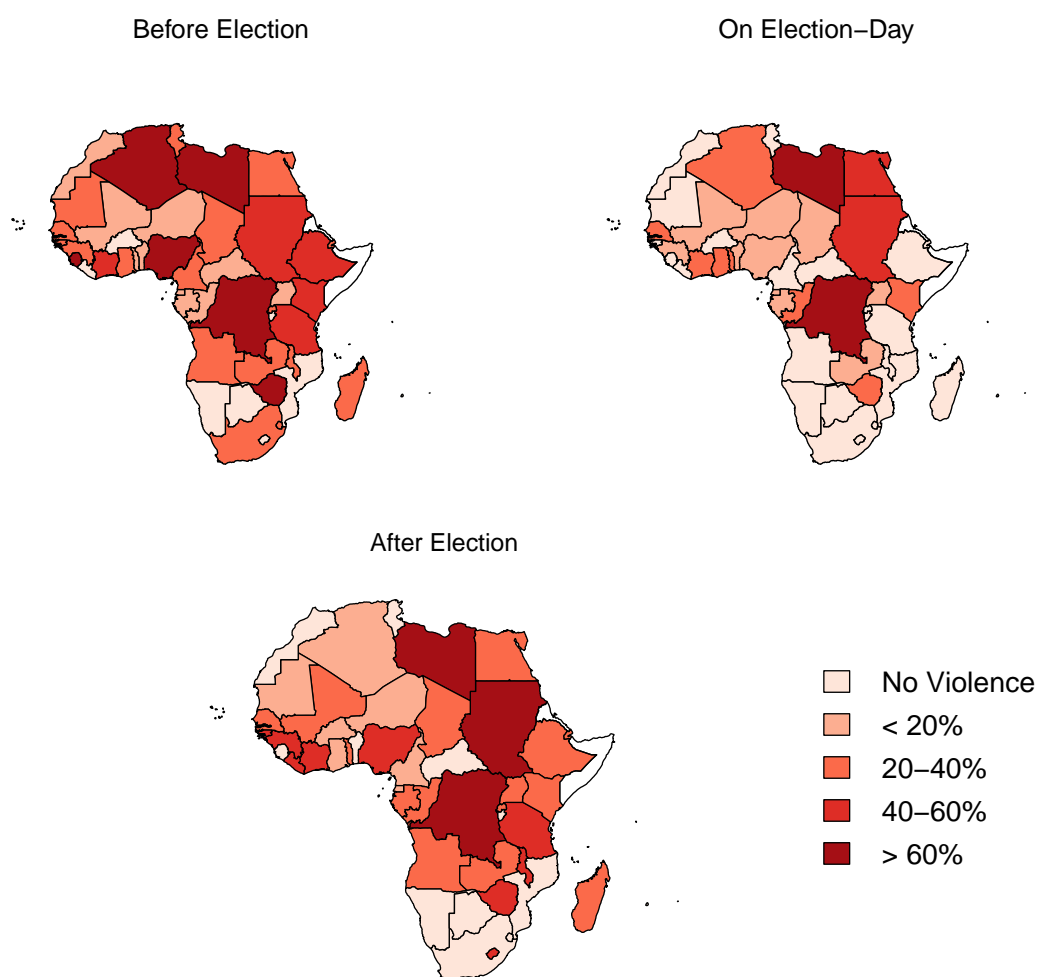 Before Election
On Election−Day
After Election
No Violence
< 20%
20−40%
40−60%
> 60%